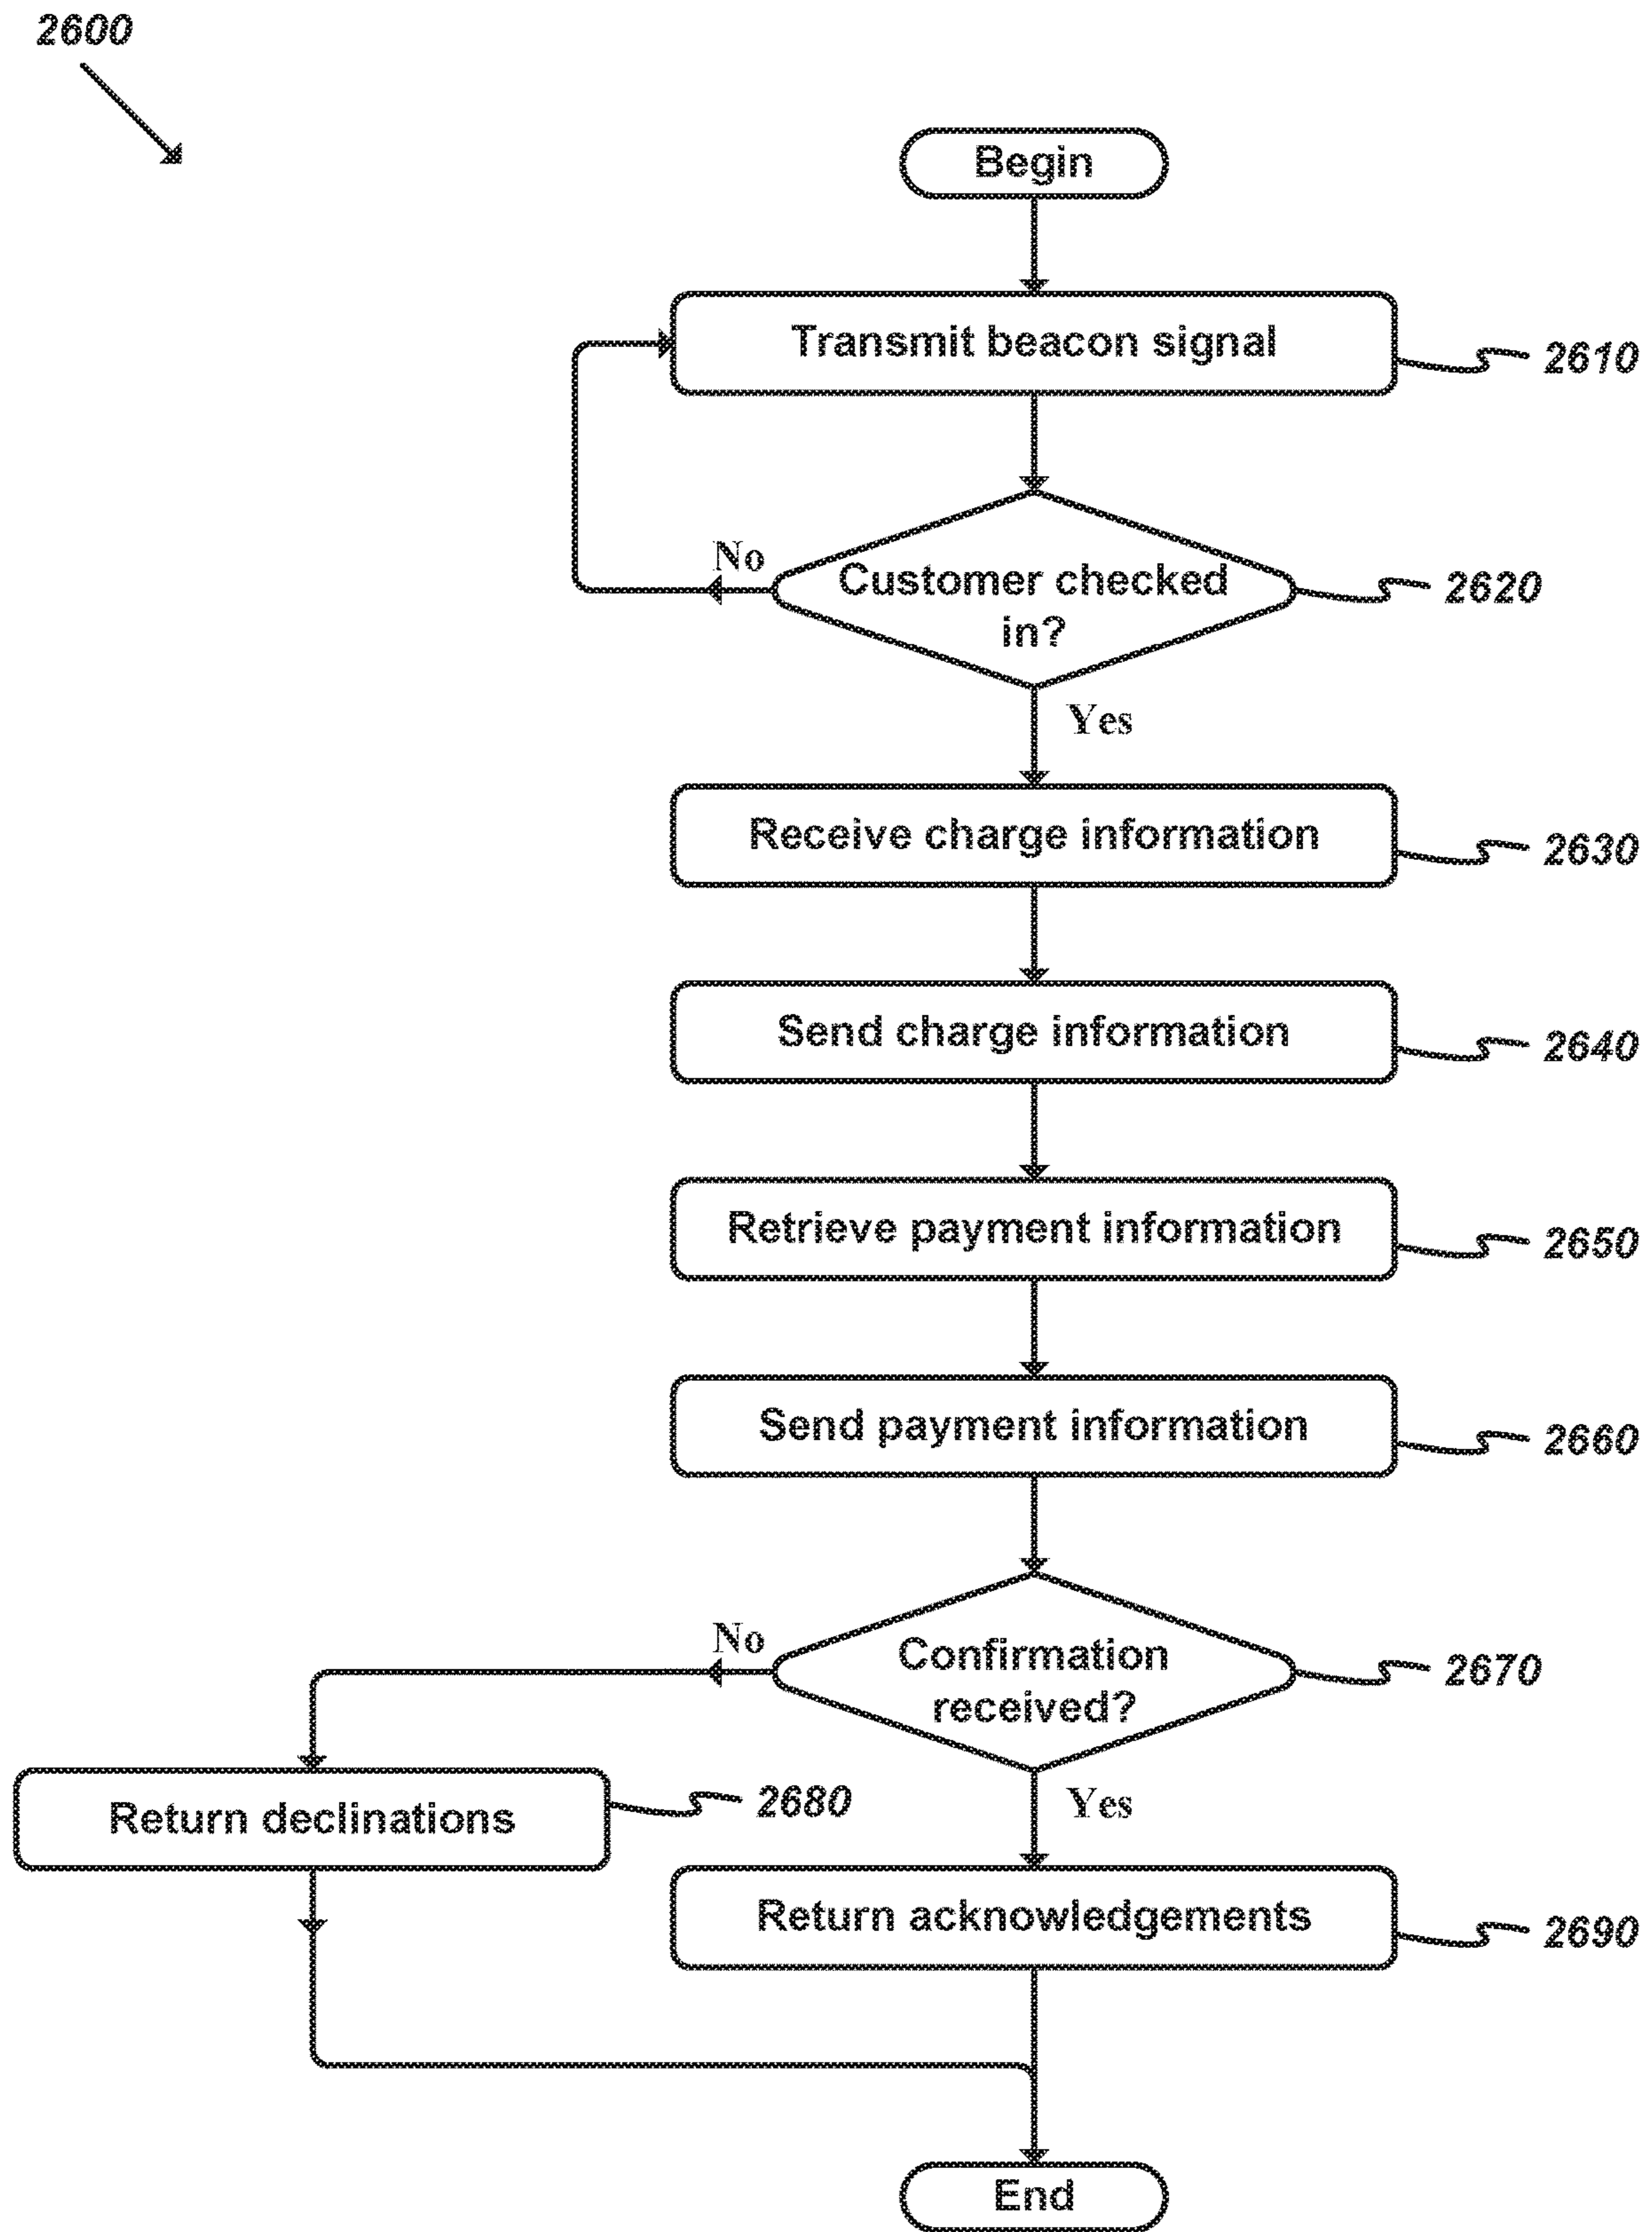 2600
Begin
Transmit beacon signal
2610
No
Customer checked
in?
2620
Yes
Receive charge information
2630
Send charge information
2640
Retrieve payment information
2650
Send payment information
2660
No
Confirmation
received?
2670
Return declinations
2680
Yes
Return acknowledgements
2690
End